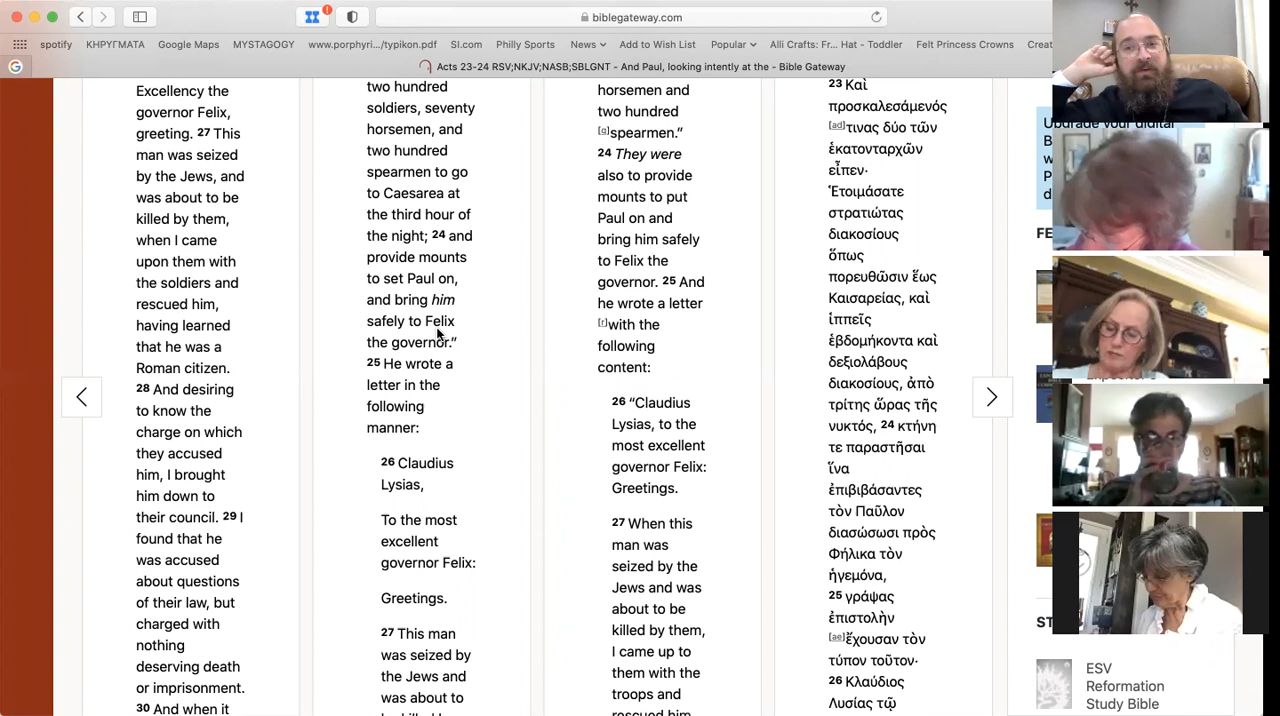 biblegateway.com
spotify
ΚΗΡΥΓΜΑΤΑ
Google Maps
MYSTAGOGY
www.porphyri.../typikon.pdf
SI.com
Philly Sports
News
Add to Wish List
Popular
Alli Crafts: Fr... Hat - Toddler
Felt Princess Crowns
Creat
Acts 23-24 RSV;NKJV;NASB;SBLGNT - And Paul, looking intently at the - Bible Gateway
Excellency the
governor Felix,
greeting. 27 This
man was seized
by the Jews, and
was about to be
killed by them,
when I came
upon them with
the soldiers and
rescued him,
having learned
that he was a
Roman citizen.
28 And desiring
to know the
charge on which
they accused
him, I brought
him down to
their council. 29 I
found that he
was accused
about questions
of their law, but
charged with
nothing
deserving death
or imprisonment.
30 And when it
two hundred
soldiers, seventy
horsemen, and
two hundred
spearmen to go
to Caesarea at
the third hour of
the night; 24 and
provide mounts
to set Paul on,
and bring him
safely to Felix
the governor.”
25 He wrote a
letter in the
following
manner:
26 Claudius
Lysias,
To the most
excellent
governor Felix:
Greetings.
27 This man
was seized by
the Jews and
was about to
horsemen and
two hundred
[q]spearmen.”
24 They were
also to provide
mounts to put
Paul on and
bring him safely
to Felix the
governor. 25 And
he wrote a letter
[r]with the
following
content:
26 “Claudius
Lysias, to the
most excellent
governor Felix:
Greetings.
27 When this
man was
seized by the
Jews and was
about to be
killed by them,
I came up to
them with the
troops and
rescued him
23 Καὶ
προσκαλεσάμενός
[ad]τινας δύο τῶν
ἑκατονταρχῶν
εἶπεν·
Ἑτοιμάσατε
στρατιώτας
διακοσίους
ὅπως
πορευθῶσιν ἕως
Καισαρείας, καὶ
ἱππεῖς
ἑβδομήκοντα καὶ
δεξιολάβους
διακοσίους, ἀπὸ
τρίτης ὥρας τῆς
νυκτός, 24 κτήνη
τε παραστῆσαι
ἵνα
ἐπιβιβάσαντες
τὸν Παῦλον
διασώσωσι πρὸς
Φήλικα τὸν
ἡγεμόνα,
25 γράψας
ἐπιστολὴν
[ae]ἔχουσαν τὸν
τύπον τοῦτον·
26 Κλαύδιος
Λυσίας τῷ
Upgrade your digital
B
w
P
d
FE
ST
ESV
Reformation
Study Bible